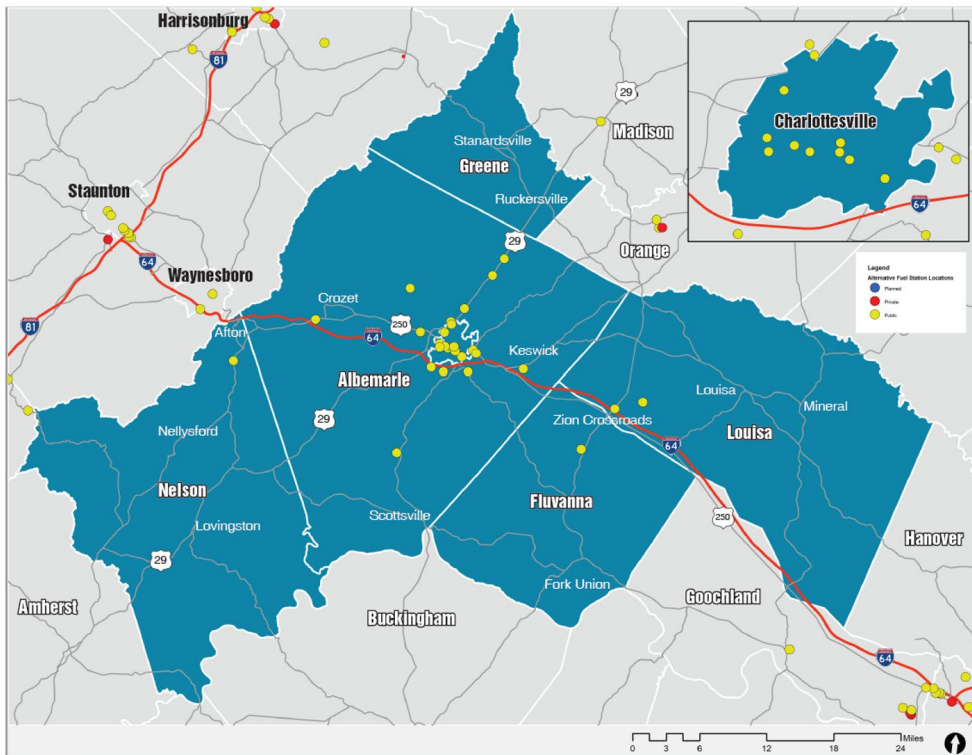 Harrisonburg
81
29
Madison
Stanardsville
Greene
Charlottesville
Staunton
Ruckersville
64
29
Orange
64
Waynesboro
Legend
Alternative Fuel Station Locations
Planned
Private
Public
Crozet
250
81
Afton
64
Keswick
Albemarle
Louisa
Mineral
29
Zion Crossroads
Nellysford
64
Louisa
Nelson
Fluvanna
Scottsville
250
Lovington
Hanover
29
Fork Union
Goochland
Amherst
Buckingham
64
Miles
0 3 6 12 18 24